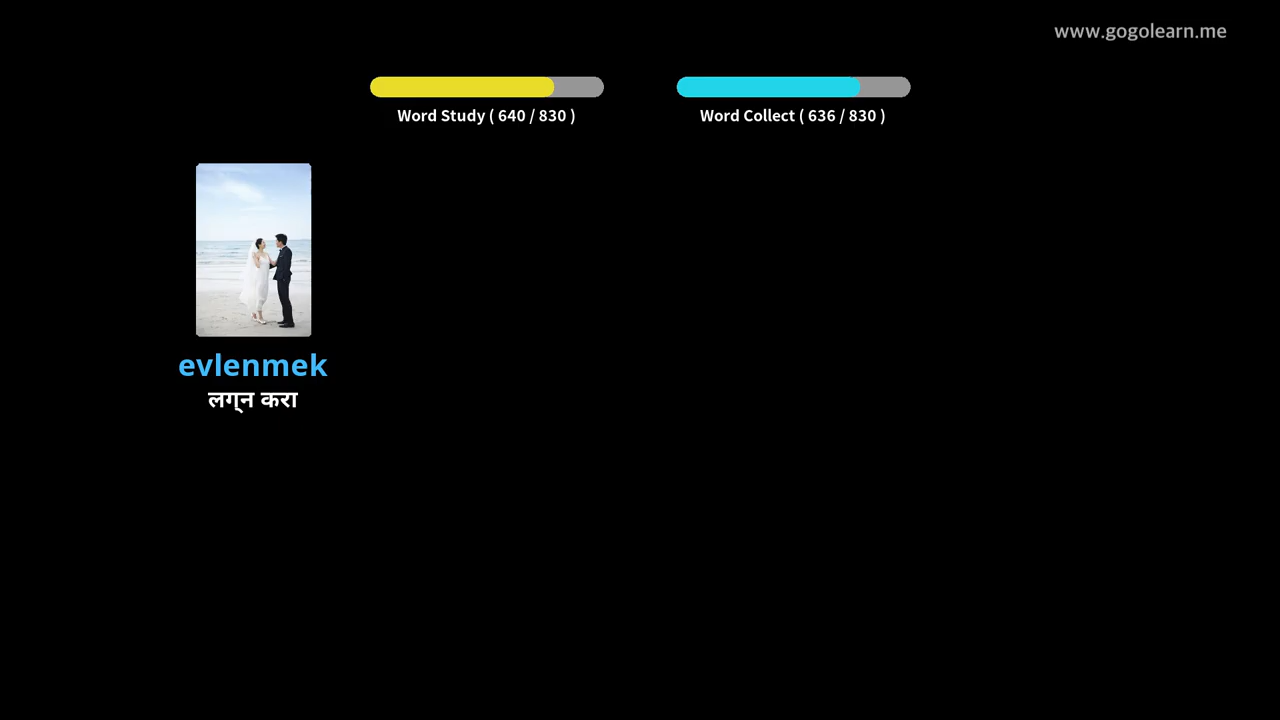 www.gogolearn.me
Word Study ( 640 / 830 )
Word Collect ( 636 / 830 )
evlenmek
लग्न करा